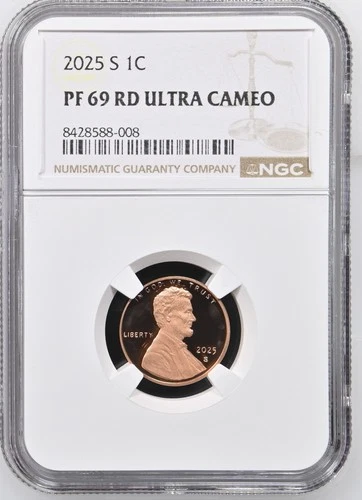 2025 S 1C
PF 69 RD ULTRA CAMEO
8428588-008
NUMISMATIC GUARANTY COMPANY NGC
IN GOD WE TRUST
LIBERTY
2025
S